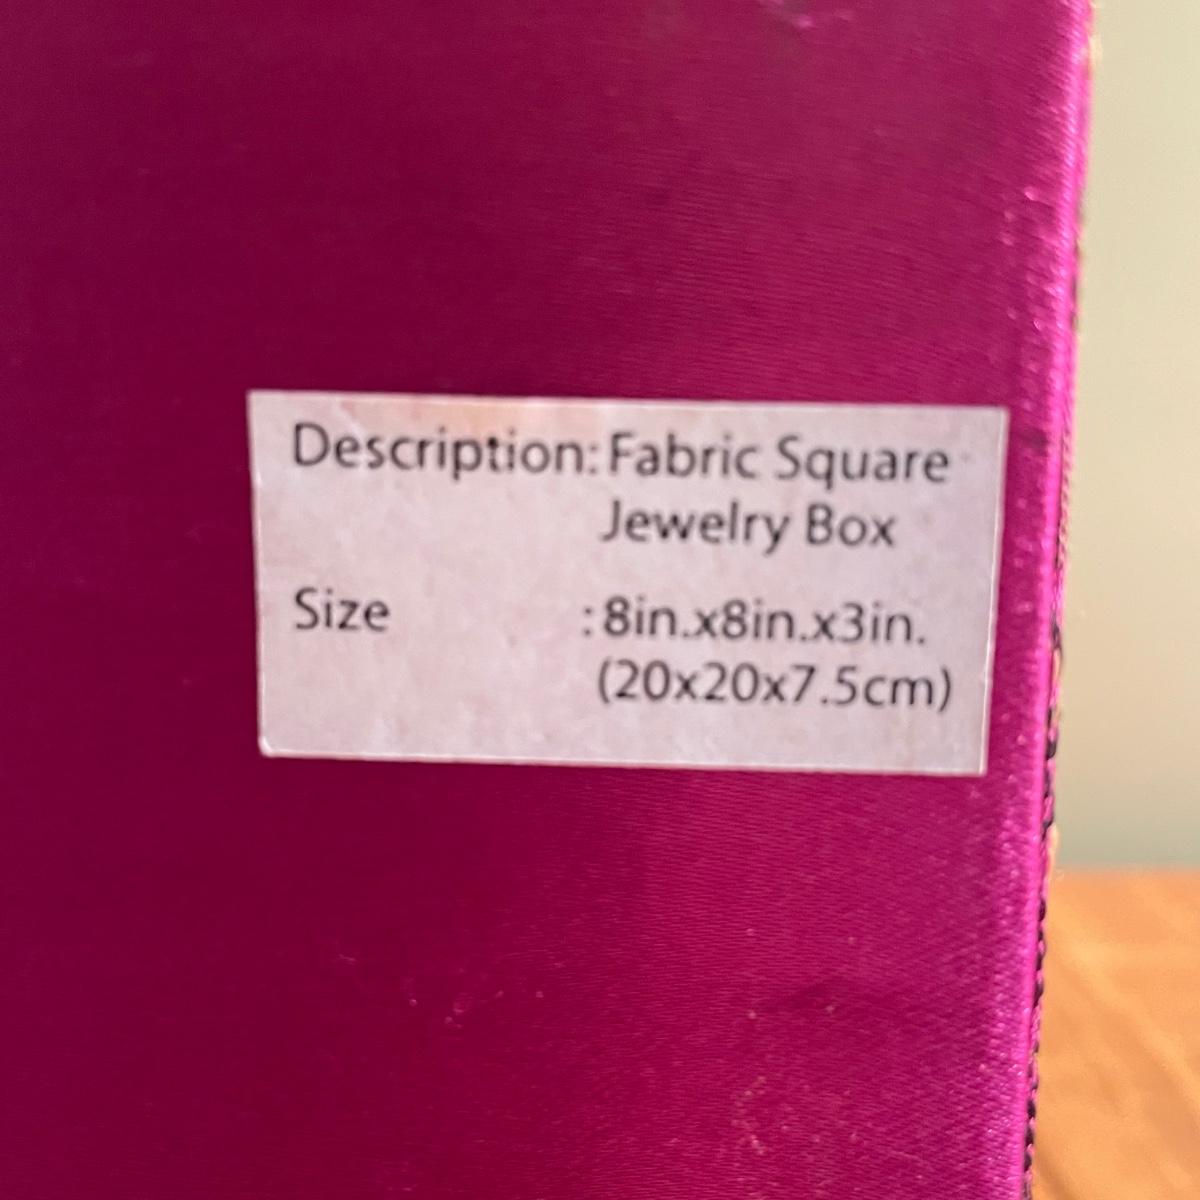 Description: Fabric Square
Jewelry Box
Size : 8in.x8in.x3in.
(20x20x7.5cm)